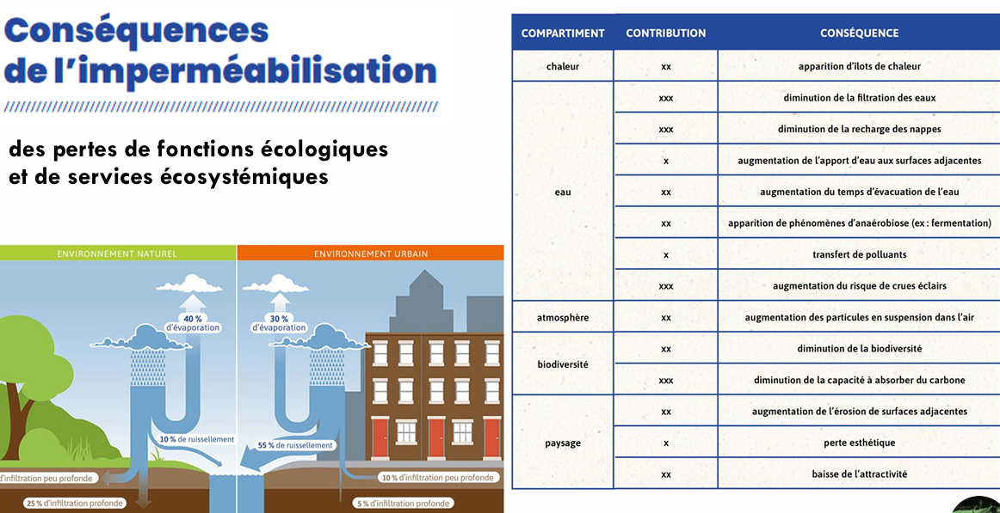 Conséquences
de l'imperméabilisation
des pertes de fonctions écologiques
et de services écosystémiques
ENVIRONNEMENT NATUREL
ENVIRONNEMENT URBAIN
40 %
d'évaporation
30 %
d'évaporation
10 % de ruissellement
55 % de ruissellement
d'infiltration peu profonde
10 % d'infiltration peu profonde
25 % d'infiltration profonde
5 % d'infiltration profonde
COMPARTIMENT CONTRIBUTION CONSÉQUENCE
chaleur xx apparition d'îlots de chaleur
eau
xxx diminution de la filtration des eaux
xxx diminution de la recharge des nappes
x augmentation de l'apport d'eau aux surfaces adjacentes
xx augmentation du temps d'évacuation de l'eau
xx apparition de phénomènes d'anaérobiose (ex : fermentation)
x transfert de polluants
xxx augmentation du risque de crues éclairs
atmosphère xx augmentation des particules en suspension dans l'air
biodiversité
xx diminution de la biodiversité
xxx diminution de la capacité à absorber du carbone
paysage
xx augmentation de l'érosion de surfaces adjacentes
x perte esthétique
xx baisse de l'attractivité